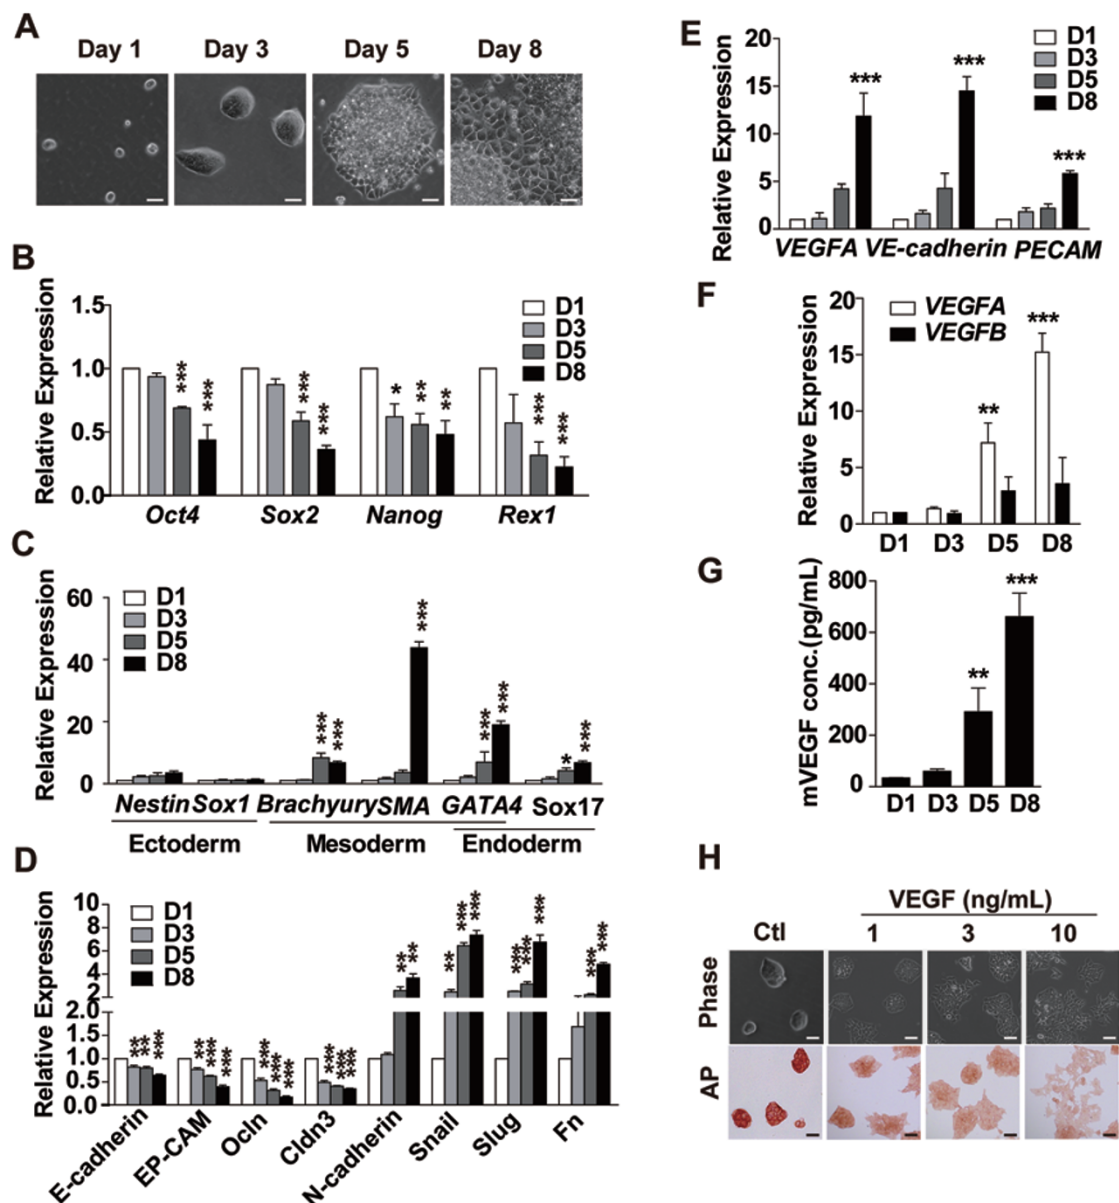 A
Day 1 Day 3 Day 5 Day 8
B
Relative Expression
1.5
1.0
0.5
0.0
D1
D3
D5
D8
*** *** *** *** * ** ** *** ***
Oct4 Sox2 Nanog Rex1
C
Relative Expression
60
40
20
0
D1
D3
D5
D8
*** *** *** *** *** * ***
Nestin Sox1 Brachyury SMA GATA4 Sox17
Ectoderm Mesoderm Endoderm
D
Relative Expression
10
8
6
4
2
2.0
1.5
1.0
0.5
0.0
D1
D3
D5
D8
** ** *** ** *** *** *** *** *** *** *** *** ** ** ** *** *** *** *** *** *** ***
E-cadherin EP-CAM Ocln Cldn3 N-cadherin Snail Slug Fn
E
Relative Expression
20
15
10
5
0
D1
D3
D5
D8
*** *** ***
VEGFA VE-cadherin PECAM
F
Relative Expression
20
15
10
5
0
VEGFA
VEGFB
** ***
D1 D3 D5 D8
G
mVEGF conc.(pg/mL)
800
600
400
200
0
** ***
D1 D3 D5 D8
H
VEGF (ng/mL)
Ctl 1 3 10
Phase
AP